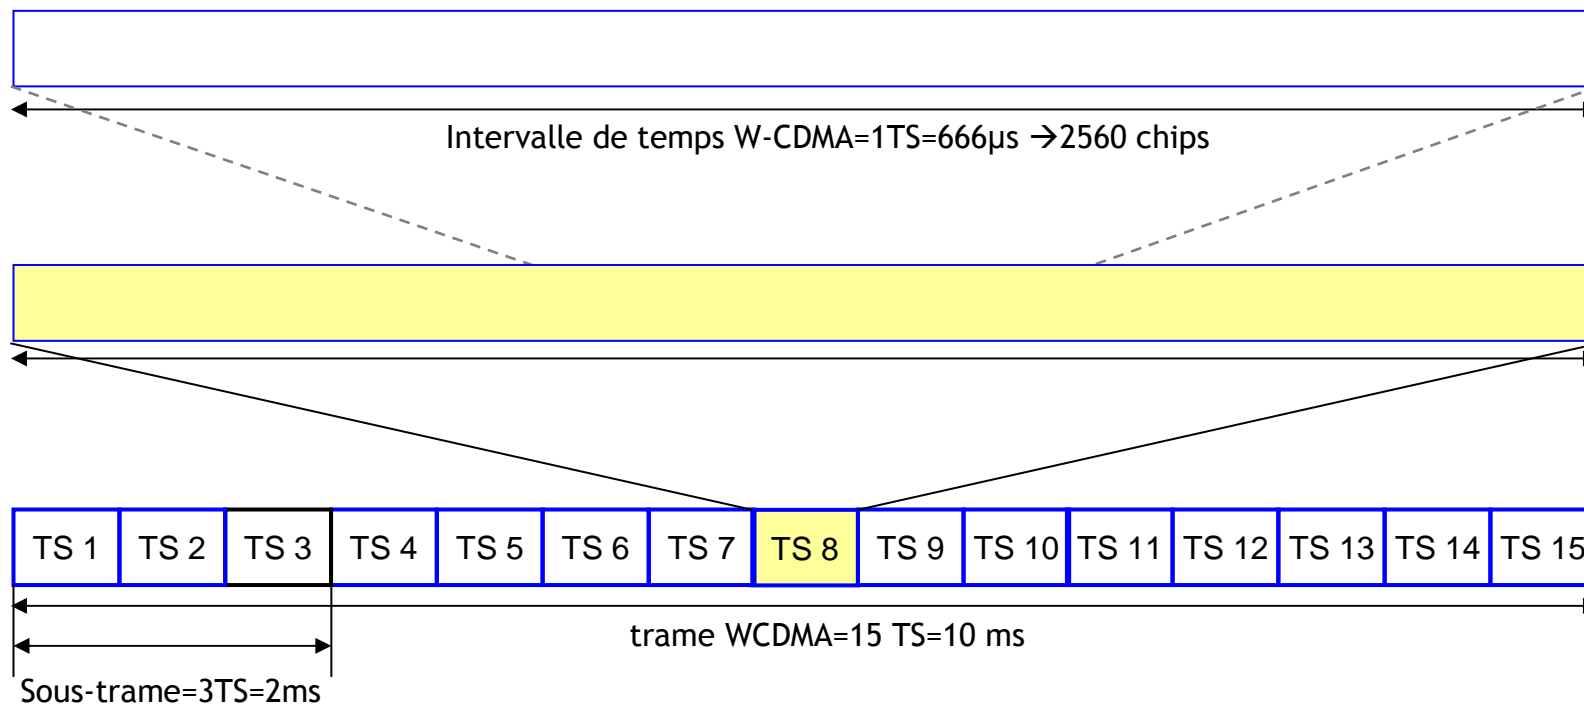 Intervalle de temps W-CDMA=1TS=666µs →2560 chips
TS 1 TS 2 TS 3 TS 4 TS 5 TS 6 TS 7 TS 8 TS 9 TS 10 TS 11 TS 12 TS 13 TS 14 TS 15
trame WCDMA=15 TS=10 ms
Sous-trame=3TS=2ms